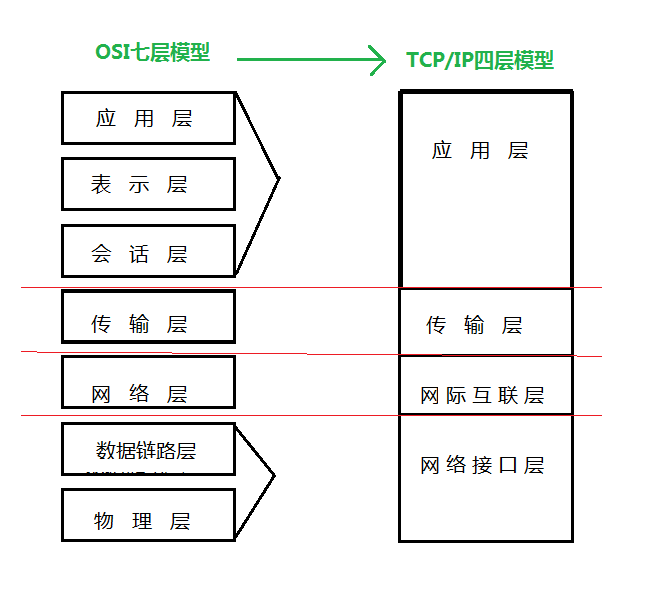 OSI七层模型
TCP/IP四层模型
应 用 层
表 示 层
会 话 层
传 输 层
网 络 层
数据链路层
物 理 层
应 用 层
传 输 层
网 际 互 联 层
网 络 接 口 层